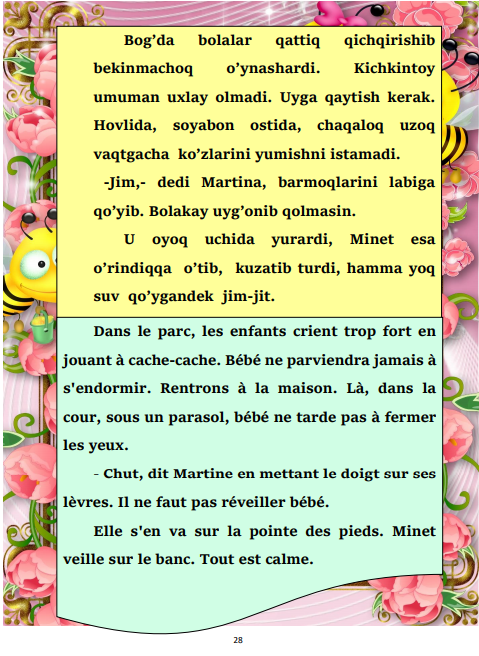 Bog’da bolalar qattiq qichqirishib
bekinmachoq o’ynashardi. Kichkintoy
umuman uxlay olmadi. Uyga qaytish kerak.
Hovlida, soyabon ostida, chaqaloq uzoq
vaqtgacha ko’zlarini yumishni istamadi.
-Jim,- dedi Martina, barmoqlarini labiga
qo’yib. Bolakay uyg’onib qolmasin.
U oyoq uchida yurardi, Minet esa
o’rindiqqa o’tib, kuzatib turdi, hamma yoq
suv qo’ygandek jim-jit.
Dans le parc, les enfants crient trop fort en
jouant à cache-cache. Bébé ne parviendra jamais à
s'endormir. Rentrons à la maison. Là, dans la
cour, sous un parasol, bébé ne tarde pas à fermer
les yeux.
- Chut, dit Martine en mettant le doigt sur ses
lèvres. Il ne faut pas réveiller bébé.
Elle s'en va sur la pointe des pieds. Minet
veille sur le banc. Tout est calme.
28